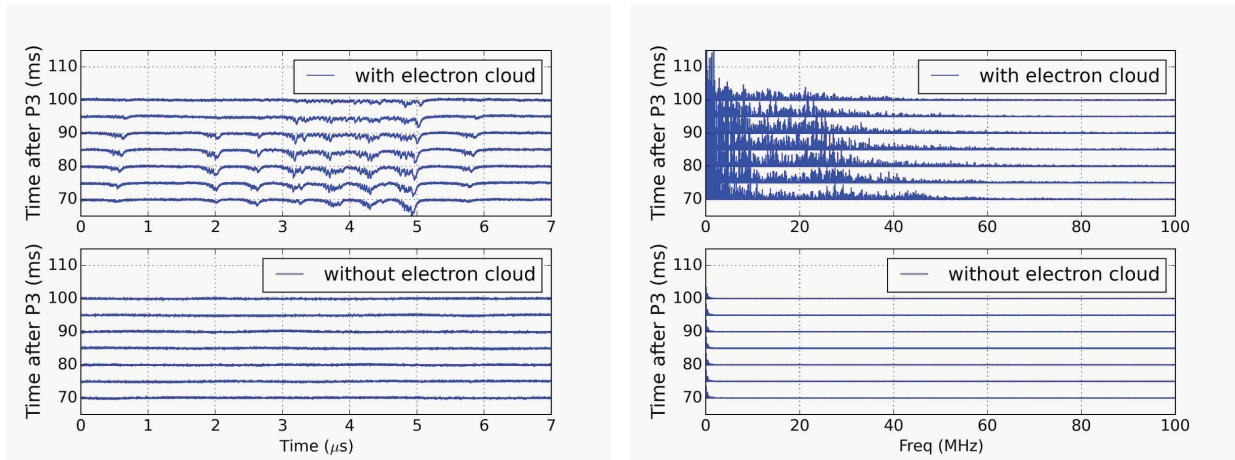 Time after P3 (ms)
110
100
90
80
70
with electron cloud
0 1 2 3 4 5 6 7
Time after P3 (ms)
110
100
90
80
70
without electron cloud
0 1 2 3 4 5 6 7
Time (μs)
Time after P3 (ms)
110
100
90
80
70
with electron cloud
0 20 40 60 80 100
Time after P3 (ms)
110
100
90
80
70
without electron cloud
0 20 40 60 80 100
Freq (MHz)